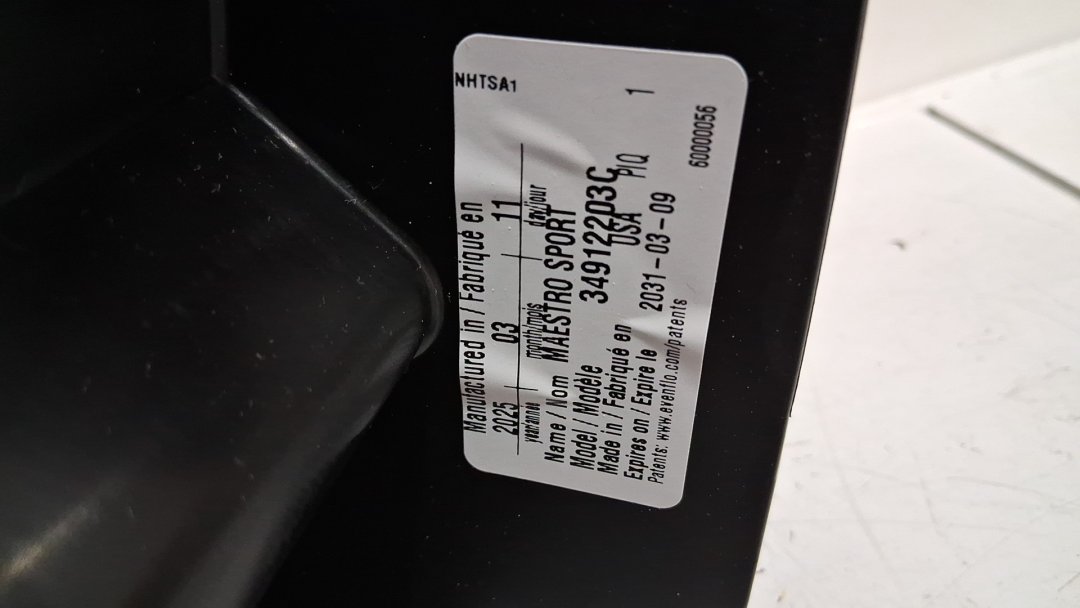 NHTSA1
Manufactured in / Fabriqué en
2025 03 11
year/année month/mois day/jour
Name / Nom MAESTRO SPORT
Model / Modèle 34912203C
Made in / Fabriqué en USA PIQ 1
Expires on / Expire le 2031-03-09
Patents: www.evenflo.com/patents
60000056